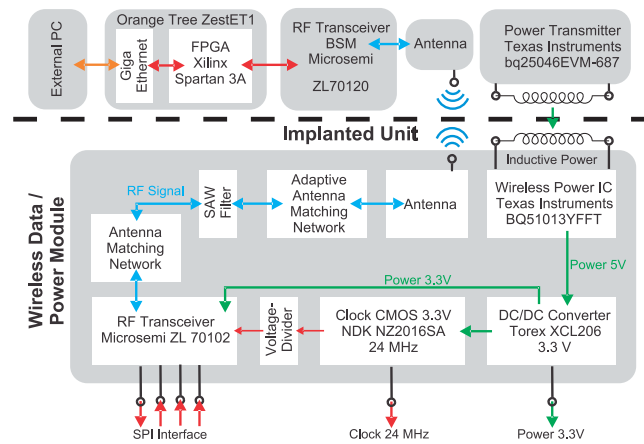 External PC
Orange Tree ZestET1
Giga
Ethernet
FPGA
Xilinx
Spartan 3A
RF Transceiver
BSM
Microsemi
ZL70120
Antenna
Power Transmitter
Texas Instruments
bq25046EVM-687
Implanted Unit
Inductive Power
Wireless Data /
Power Module
RF Signal
SAW
Filter
Adaptive
Antenna
Matching
Network
Antenna
Wireless Power IC
Texas Instruments
BQ51013YFFT
Antenna
Matching
Network
Power 5V
Power 3.3V
RF Transceiver
Microsemi ZL 70102
Voltage-
Divider
Clock CMOS 3.3V
NDK NZ2016SA
24 MHz
DC/DC Converter
Torex XCL206
3.3 V
SPI Interface
Clock 24 MHz
Power 3.3V